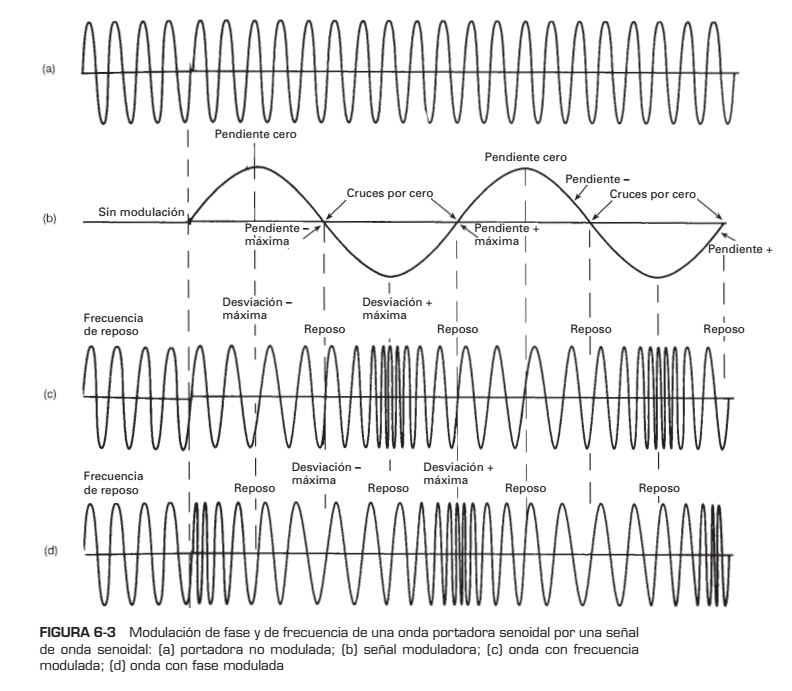 (a)
Pendiente cero
Pendiente cero
Pendiente –
Cruces por cero
Cruces por cero
Sin modulación
(b)
Pendiente –
máxima
Pendiente +
máxima
Pendiente +
Desviación –
máxima
Desviación +
máxima
Frecuencia
de reposo
Reposo
Reposo
Reposo
Reposo
(c)
Desviación –
máxima
Desviación +
máxima
Frecuencia
de reposo
Reposo
Reposo
Reposo
Reposo
(d)
FIGURA 6-3 Modulación de fase y de frecuencia de una onda portadora senoidal por una señal
de onda senoidal: (a) portadora no modulada; (b) señal moduladora; (c) onda con frecuencia
modulada; (d) onda con fase modulada